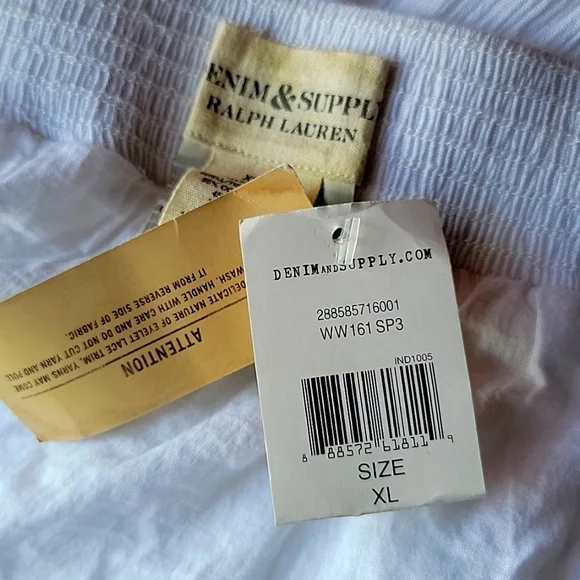 ENIM & SUPPL
RALPH LAUREN
ATTENTION
DELICATE NATURE OF EYELET LACE TRIM, YARNS MAY COME
WASH. HANDLE WITH CARE AND DO NOT CUT YARN AND PULL
IT FROM REVERSE SIDE OF FABRIC.
DENIMANDSUPPLY.COM
288585716001
WW161 SP3
IND1005
8 88572 61811 9
SIZE
XL